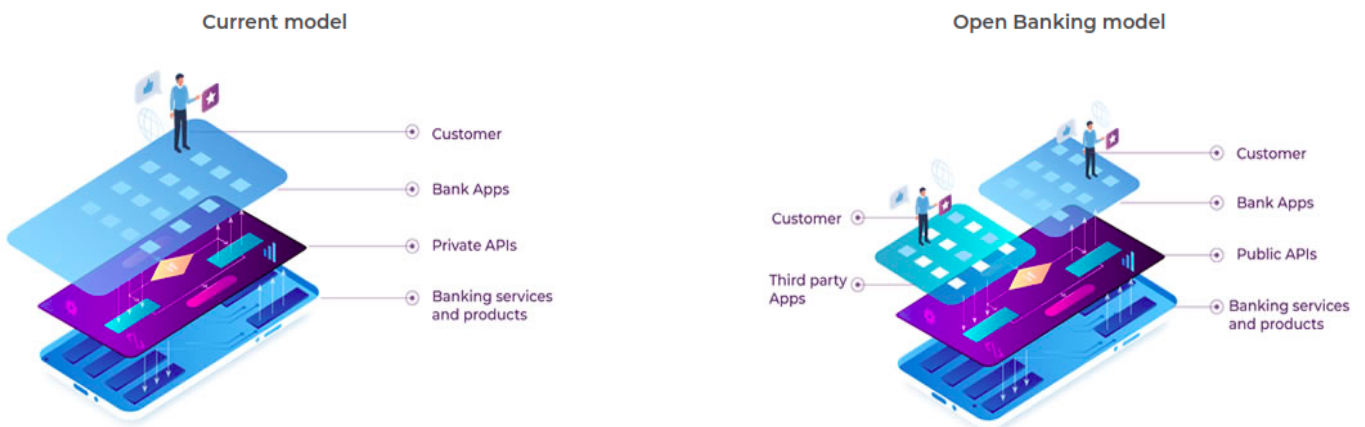 Current model
Customer
Bank Apps
Private APIs
Banking services
and products
Open Banking model
Customer
Third party
Apps
Customer
Bank Apps
Public APIs
Banking services
and products